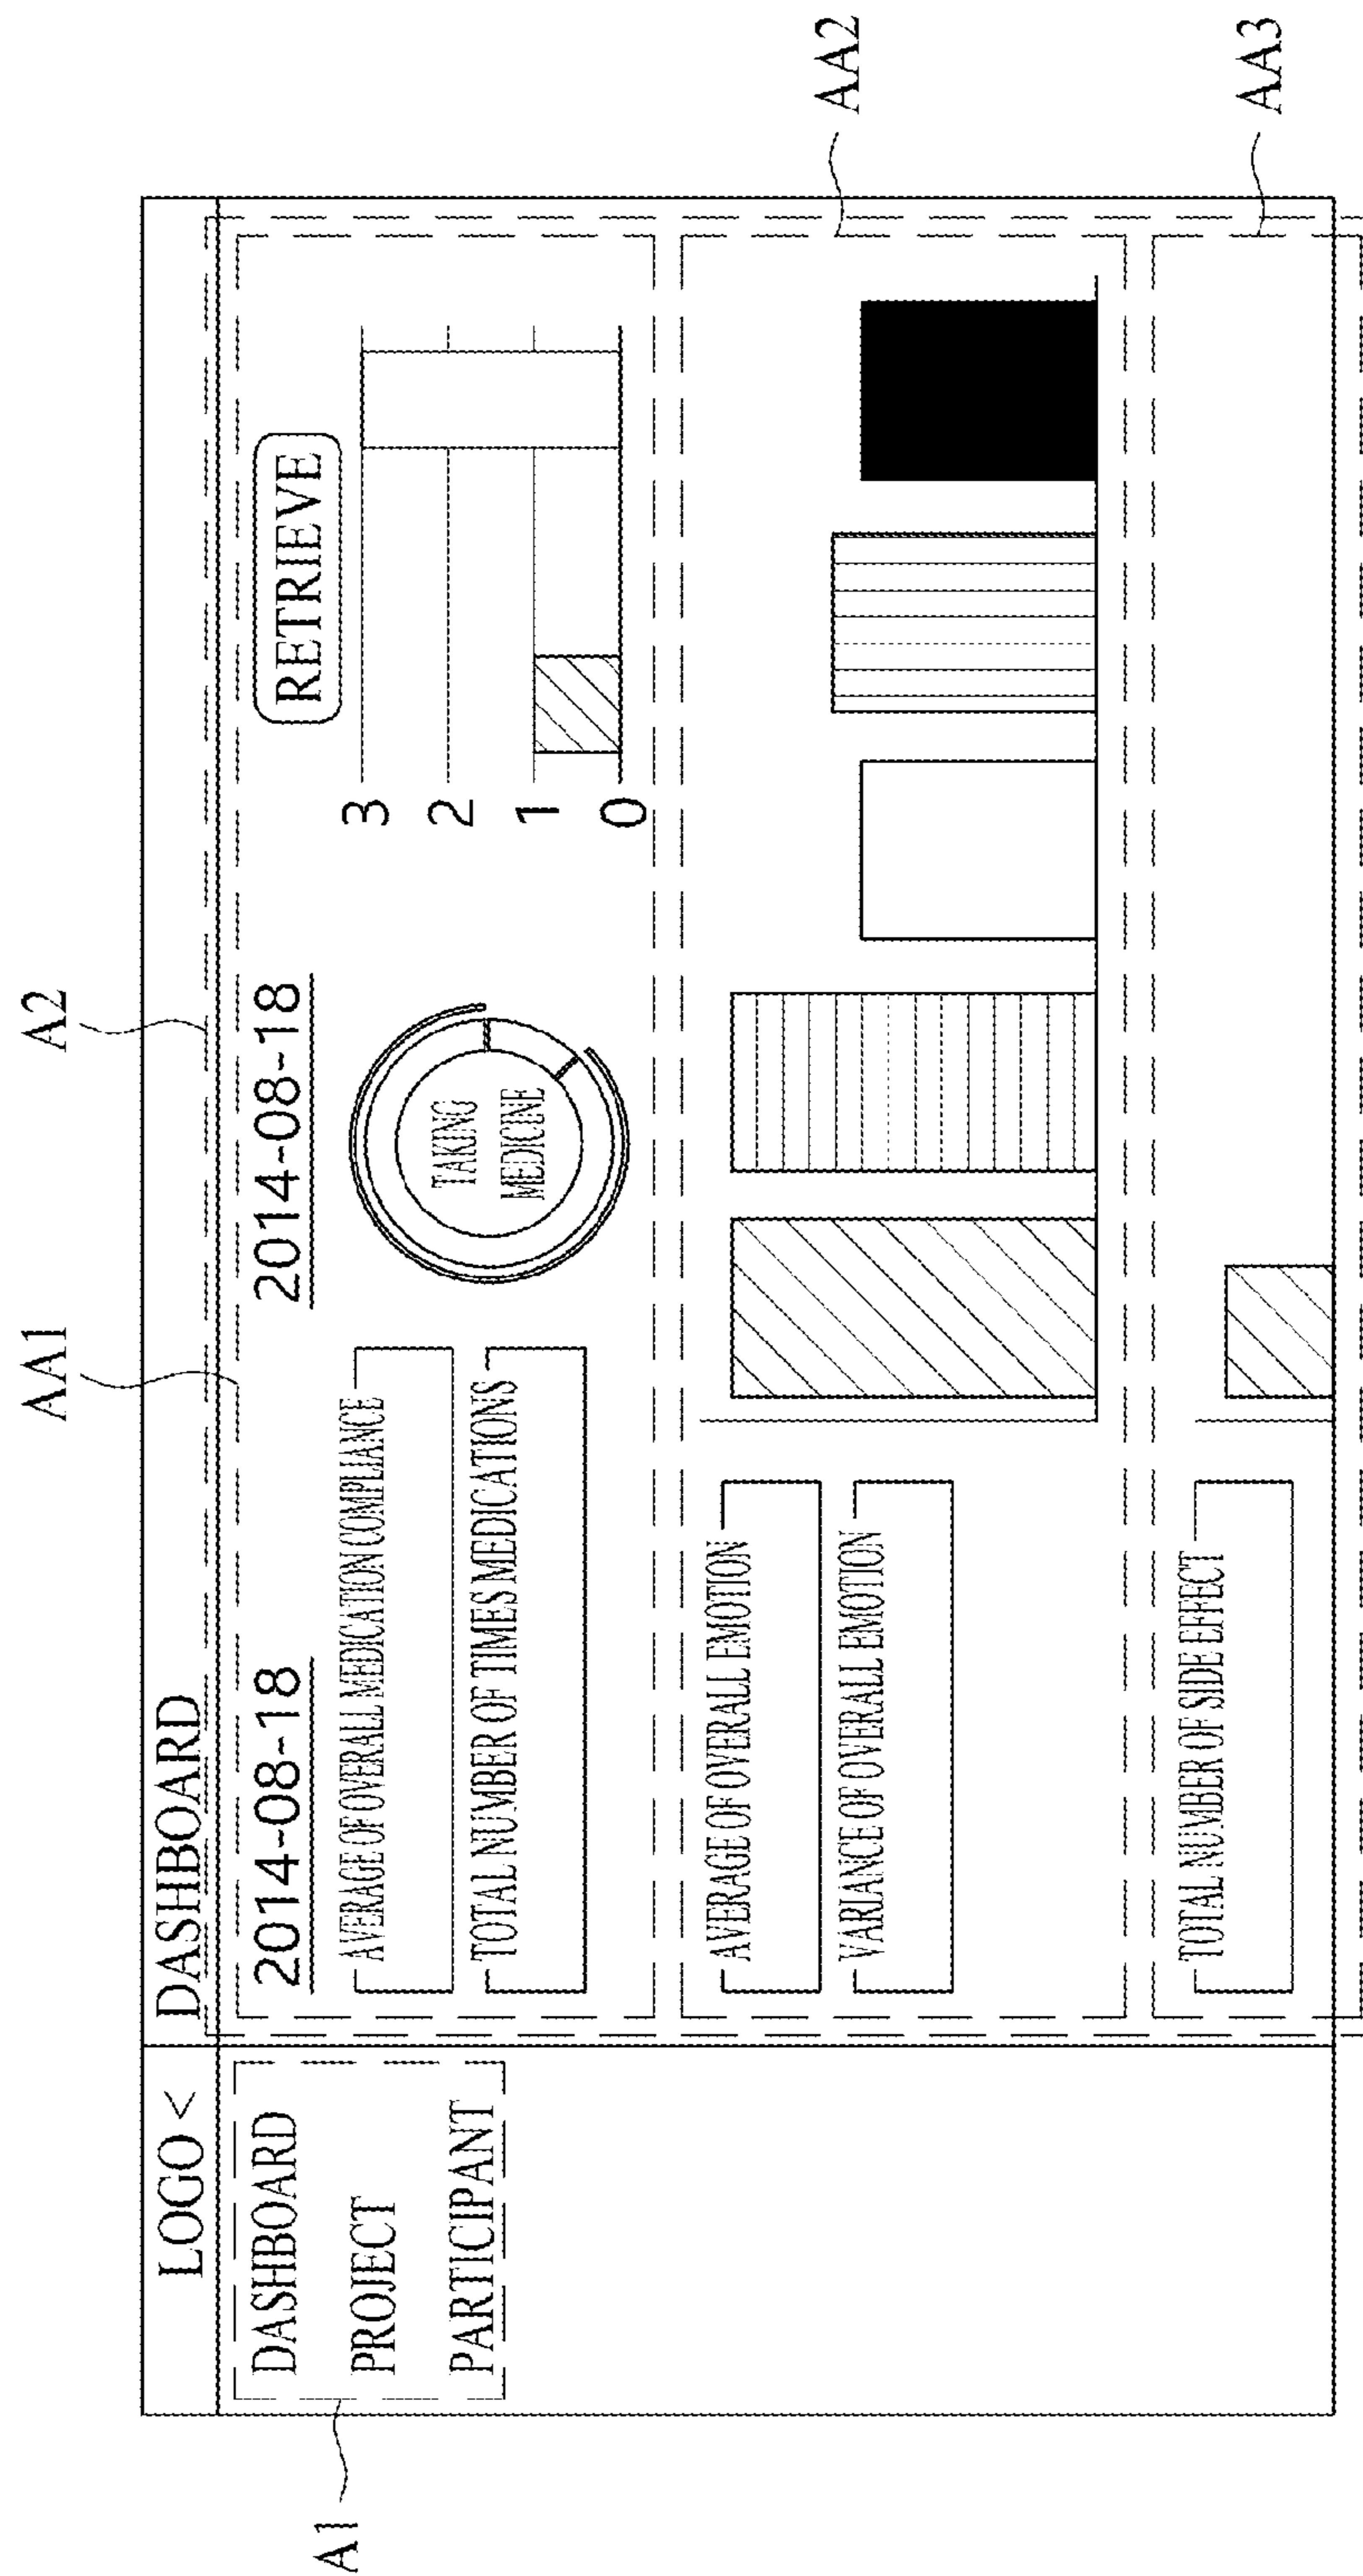 AA1
A2
LOGO <
DASHBOARD
A1
DASHBOARD
PROJECT
PARTICIPANT
2014-08-18
2014-08-18
RETRIEVE
AVERAGE OF OVERALL MEDICATION COMPLIANCE
TOTAL NUMBER OF TIMES MEDICATIONS
TAKING
MEDICINE
3
2
1
0
AVERAGE OF OVERALL EMOTION
VARIANCE OF OVERALL EMOTION
AA2
TOTAL NUMBER OF SIDE EFFECT
AA3